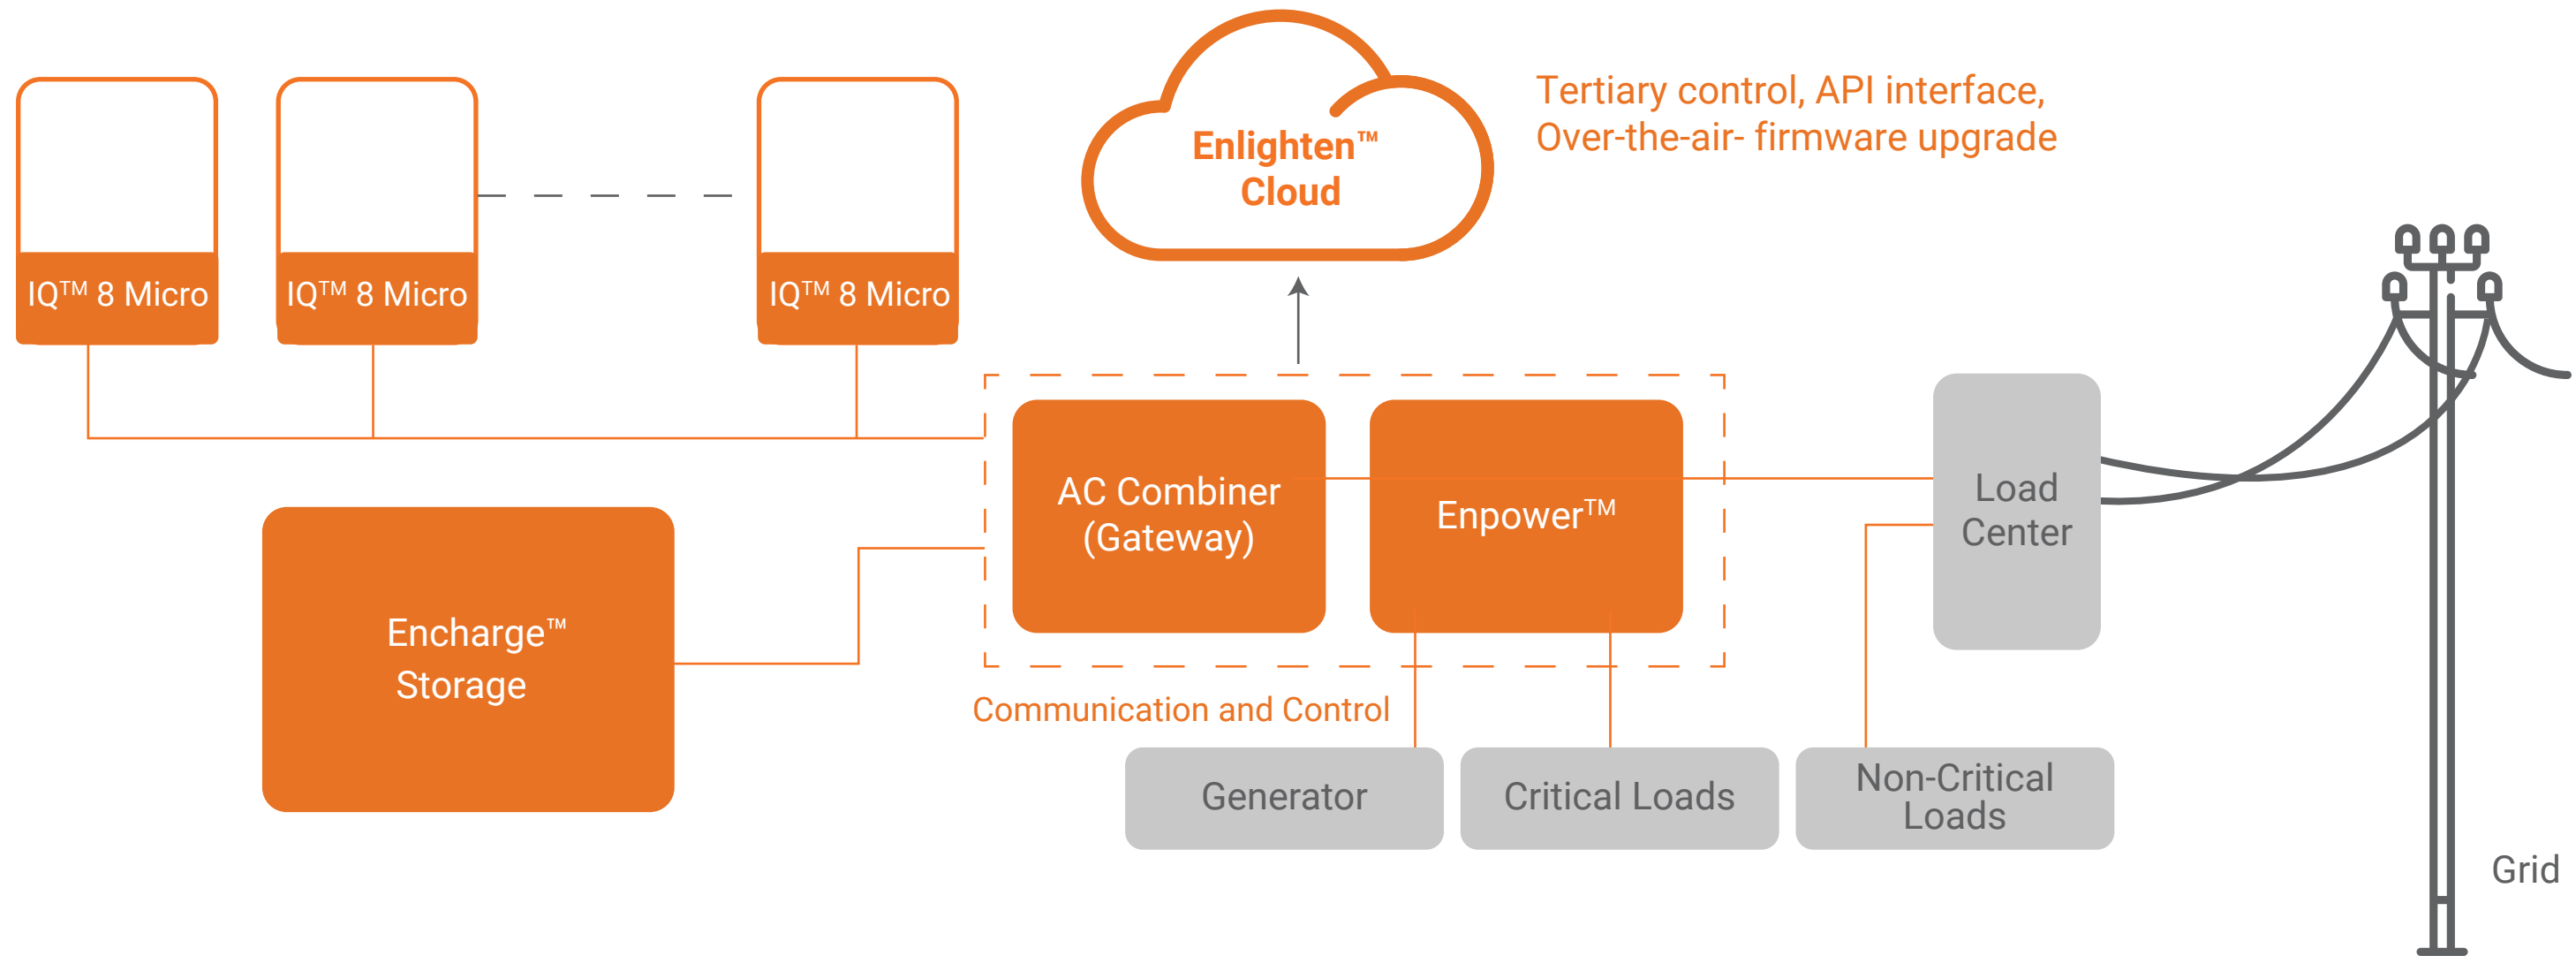 Enlighten™
Cloud
Tertiary control, API interface,
Over-the-air- firmware upgrade
IQ™ 8 Micro
IQ™ 8 Micro
IQ™ 8 Micro
AC Combiner
(Gateway)
Enpower™
Load
Center
Encharge™
Storage
Communication and Control
Generator
Critical Loads
Non-Critical
Loads
Grid